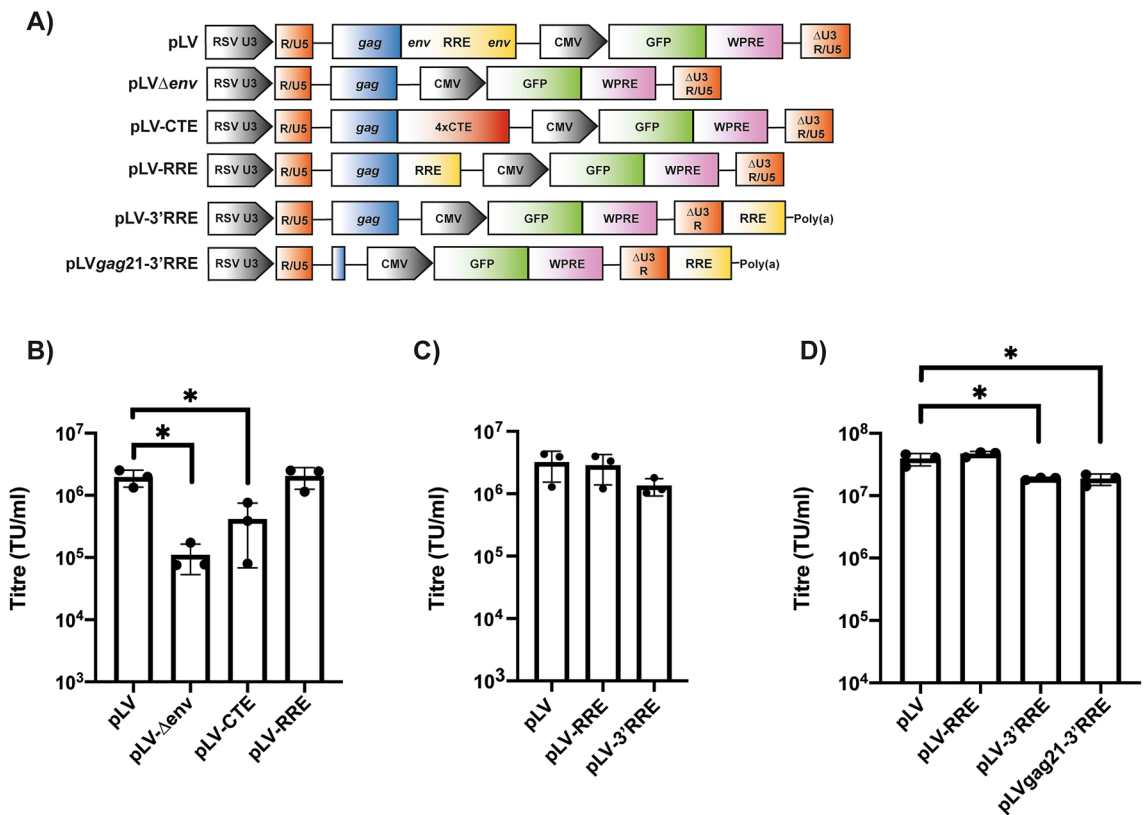 A)
pLV RSV U3 R/U5 gag env RRE env CMV GFP WPRE ΔU3 R/U5
pLVΔenv RSV U3 R/U5 gag CMV GFP WPRE ΔU3 R/U5
pLV-CTE RSV U3 R/U5 gag 4xCTE CMV GFP WPRE ΔU3 R/U5
pLV-RRE RSV U3 R/U5 gag RRE CMV GFP WPRE ΔU3 R/U5
pLV-3'RRE RSV U3 R/U5 gag CMV GFP WPRE ΔU3 R RRE Poly(a)
pLVgag21-3'RRE RSV U3 R/U5 CMV GFP WPRE ΔU3 R RRE Poly(a)
B)
*
*
Titre (TU/ml)
10⁷
10⁶
10⁵
10⁴
10³
pLV
pLV-Δenv
pLV-CTE
pLV-RRE
C)
Titre (TU/ml)
10⁷
10⁶
10⁵
10⁴
10³
pLV
pLV-RRE
pLV-3'RRE
D)
*
*
Titre (TU/ml)
10⁸
10⁷
10⁶
10⁵
10⁴
pLV
pLV-RRE
pLV-3'RRE
pLVgag21-3'RRE